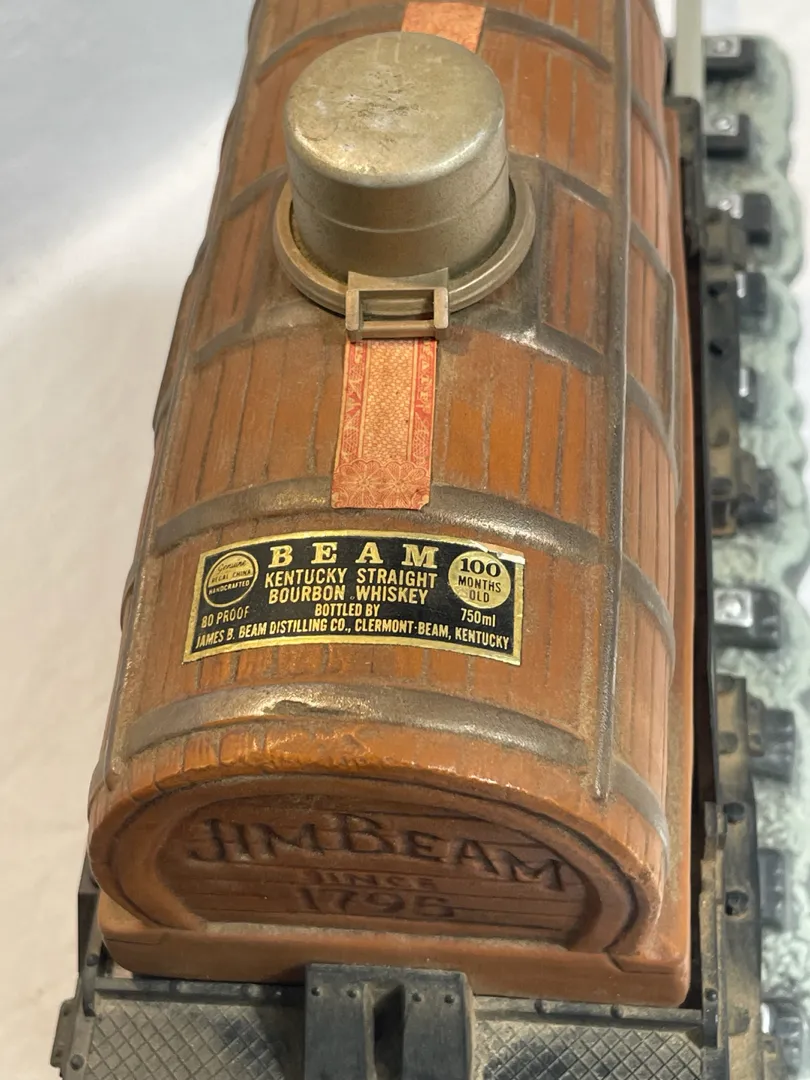 BEAM
Genuine
REGAL CHINA
HANDCRAFTED
KENTUCKY STRAIGHT
BOURBON WHISKEY
100
MONTHS
OLD
80 PROOF
BOTTLED BY
750ml
JAMES B. BEAM DISTILLING CO., CLERMONT-BEAM, KENTUCKY
JIM BEAM
SINCE
1795